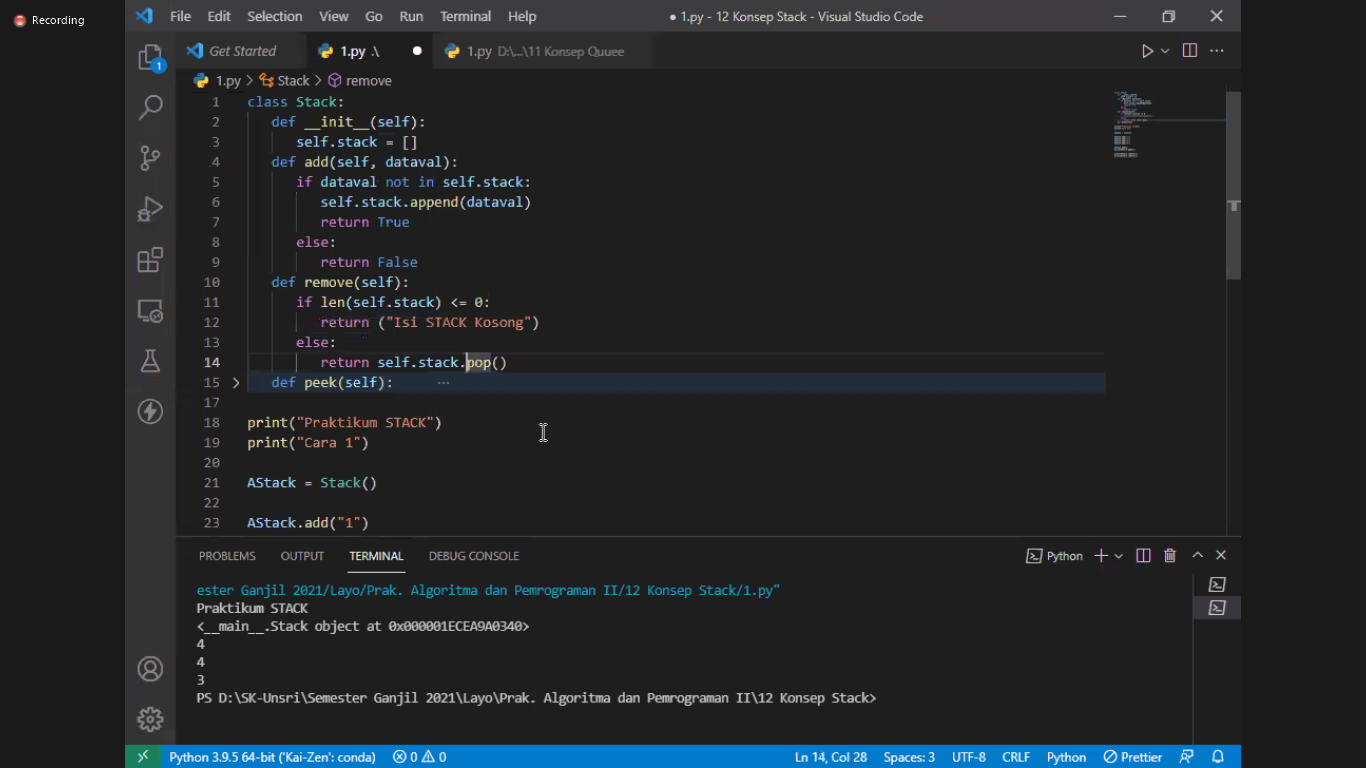 Recording
File Edit Selection View Go Run Terminal Help
● 1.py - 12 Konsep Stack - Visual Studio Code
Get Started
1.py .\
1.py D:\...\11 Konsep Quuee
1.py > Stack > remove
1 class Stack:
2 def __init__(self):
3 self.stack = []
4 def add(self, dataval):
5 if dataval not in self.stack:
6 self.stack.append(dataval)
7 return True
8 else:
9 return False
10 def remove(self):
11 if len(self.stack) <= 0:
12 return ("Isi STACK Kosong")
13 else:
14 return self.stack.pop()
15 def peek(self): ...
17
18 print("Praktikum STACK")
19 print("Cara 1")
20
21 AStack = Stack()
22
23 AStack.add("1")
1
PROBLEMS OUTPUT TERMINAL DEBUG CONSOLE
Python
ester Ganjil 2021/Layo/Prak. Algoritma dan Pemrograman II/12 Konsep Stack/1.py"
Praktikum STACK
<__main__.Stack object at 0x000001ECEA9A0340>
4
4
3
PS D:\SK-Unsri\Semester Ganjil 2021\Layo\Prak. Algoritma dan Pemrograman II\12 Konsep Stack>
Python 3.9.5 64-bit ('Kai-Zen': conda) 0 0 Ln 14, Col 28 Spaces: 3 UTF-8 CRLF Python Prettier